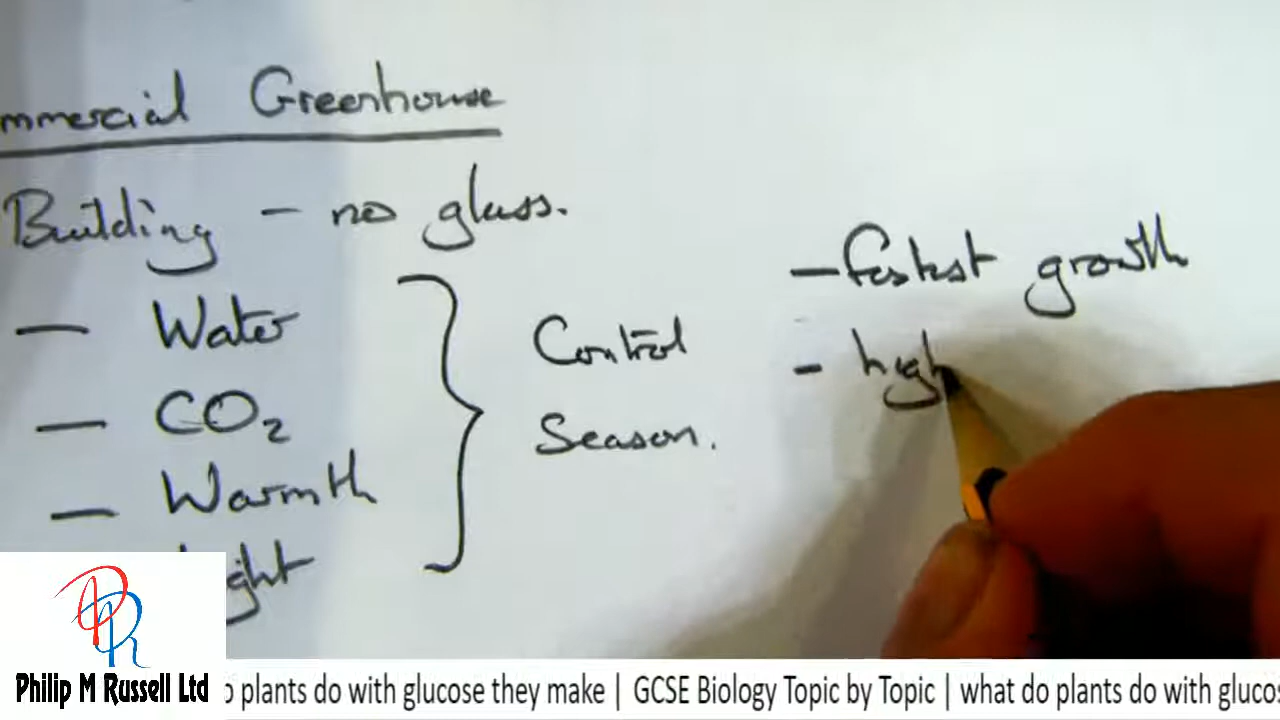 mmercial Greenhouse
Building - no glass.
- Water
- CO2
- Warmth
ght
Control
Season.
- fastest growth
- high
Philip M Russell Ltd
o plants do with glucose they make | GCSE Biology Topic by Topic | what do plants do with glucos